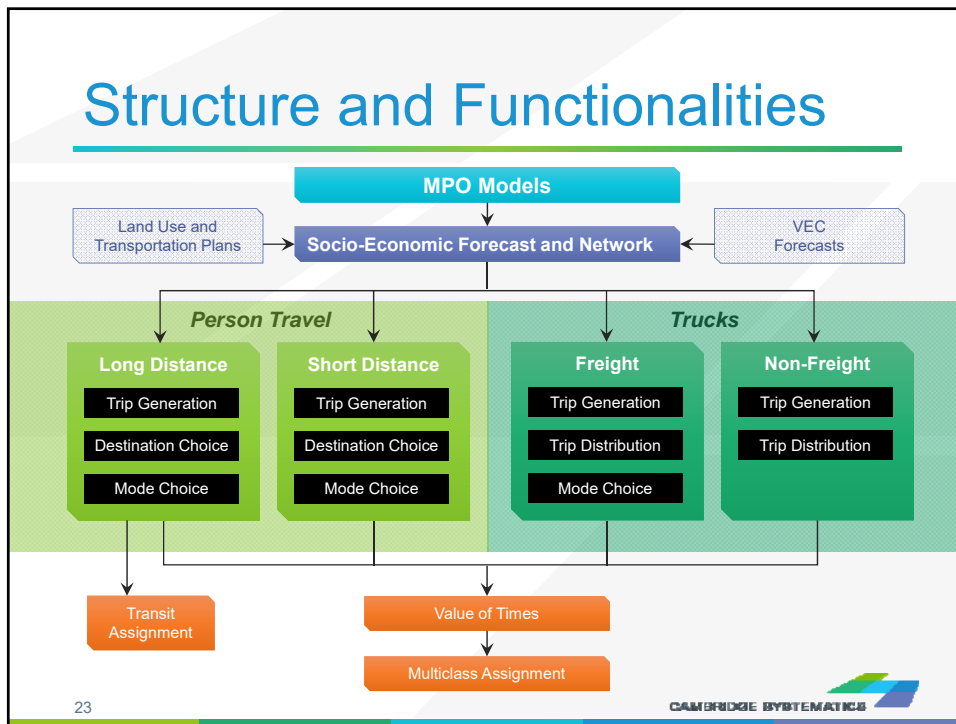 Structure and Functionalities
MPO Models
Land Use and
Transportation Plans
Socio-Economic Forecast and Network
VEC
Forecasts
Person Travel
Trucks
Long Distance
Trip Generation
Destination Choice
Mode Choice
Short Distance
Trip Generation
Destination Choice
Mode Choice
Freight
Trip Generation
Trip Distribution
Mode Choice
Non-Freight
Trip Generation
Trip Distribution
Transit
Assignment
Value of Times
Multiclass Assignment
23
CAMBRIDGE SYSTEMATICS